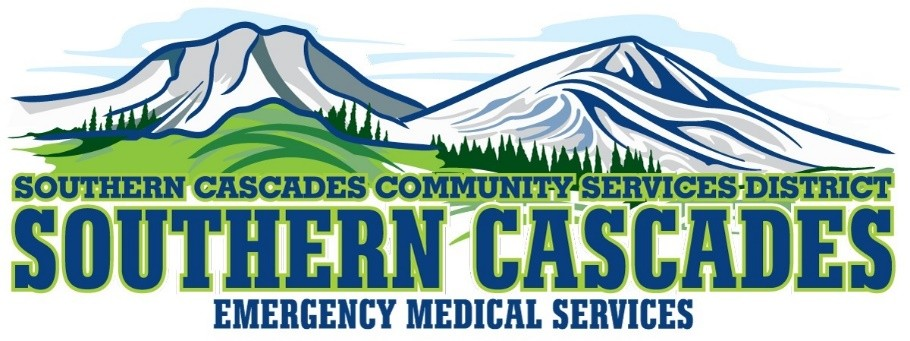 SOUTHERN CASCADES COMMUNITY SERVICES DISTRICT
SOUTHERN CASCADES
EMERGENCY MEDICAL SERVICES